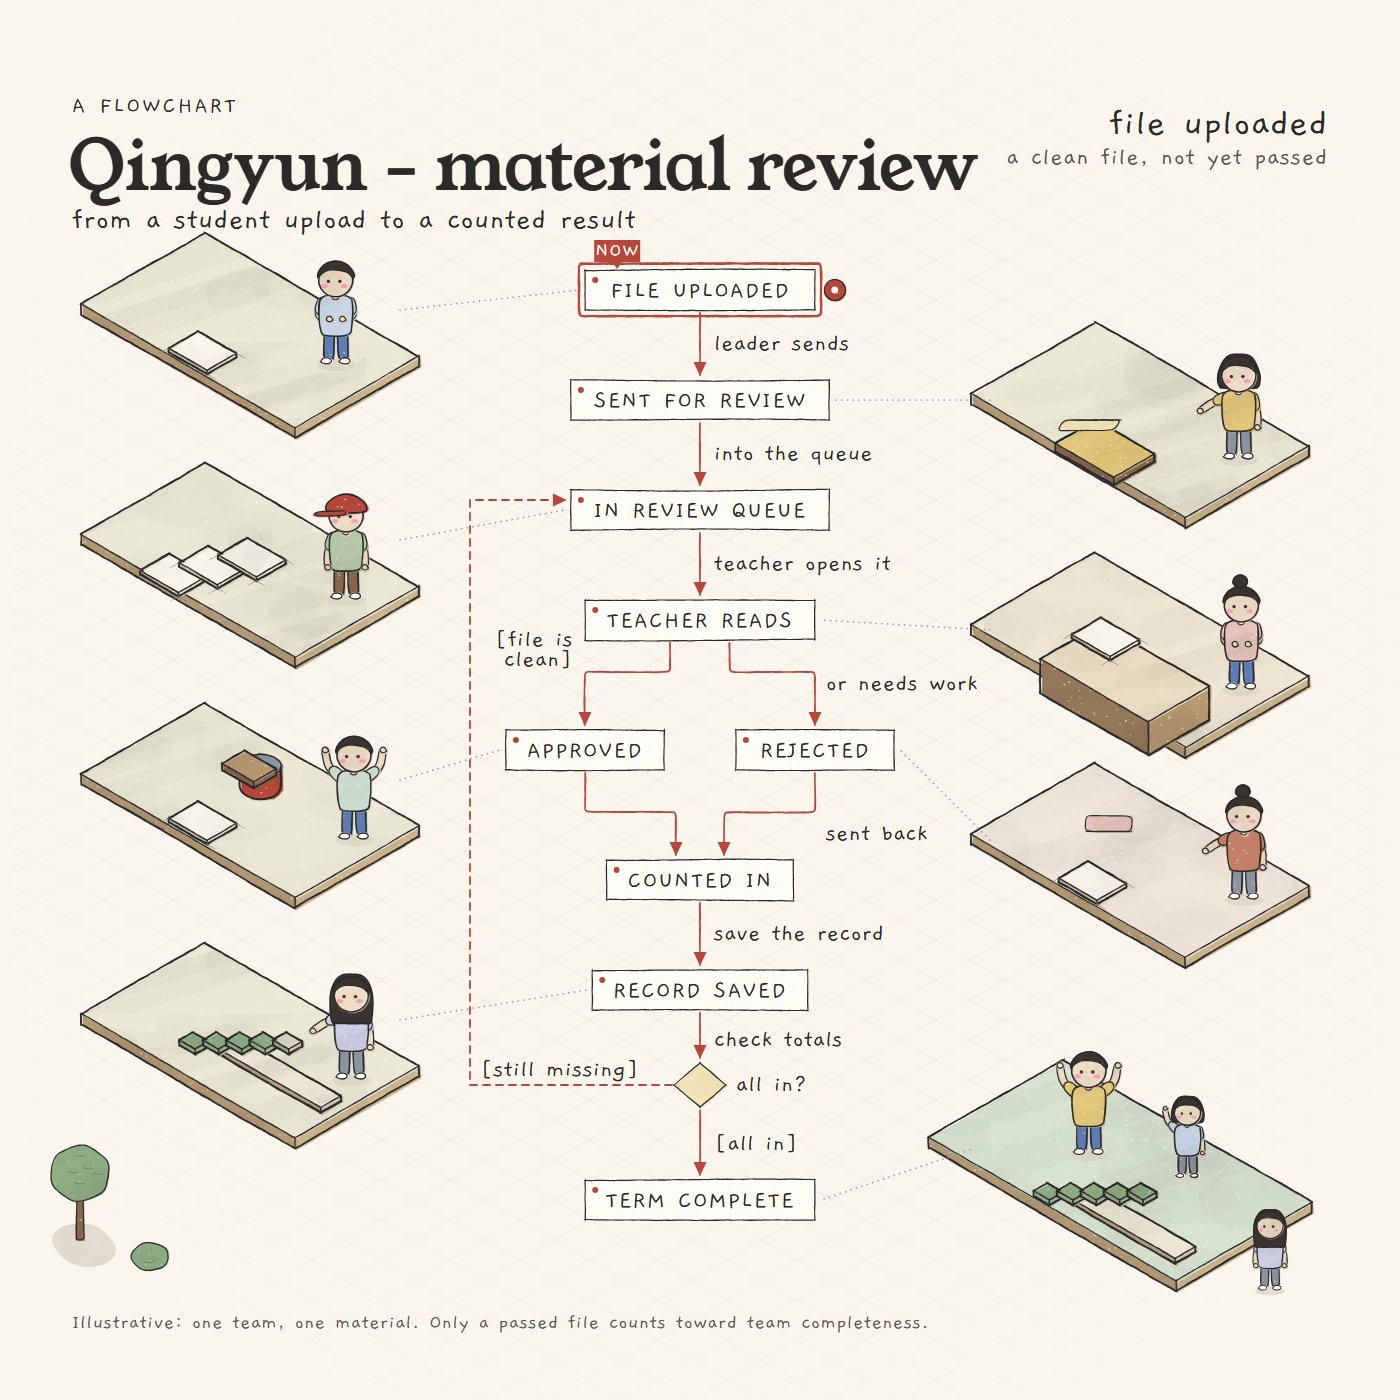 A FLOWCHART
Qingyun - material review
from a student upload to a counted result
file uploaded
a clean file, not yet passed
NOW
FILE UPLOADED
leader sends
SENT FOR REVIEW
into the queue
IN REVIEW QUEUE
teacher opens it
TEACHER READS
[file is
clean]
or needs work
APPROVED
REJECTED
sent back
COUNTED IN
save the record
RECORD SAVED
check totals
[still missing]
all in?
[all in]
TERM COMPLETE
Illustrative: one team, one material. Only a passed file counts toward team completeness.